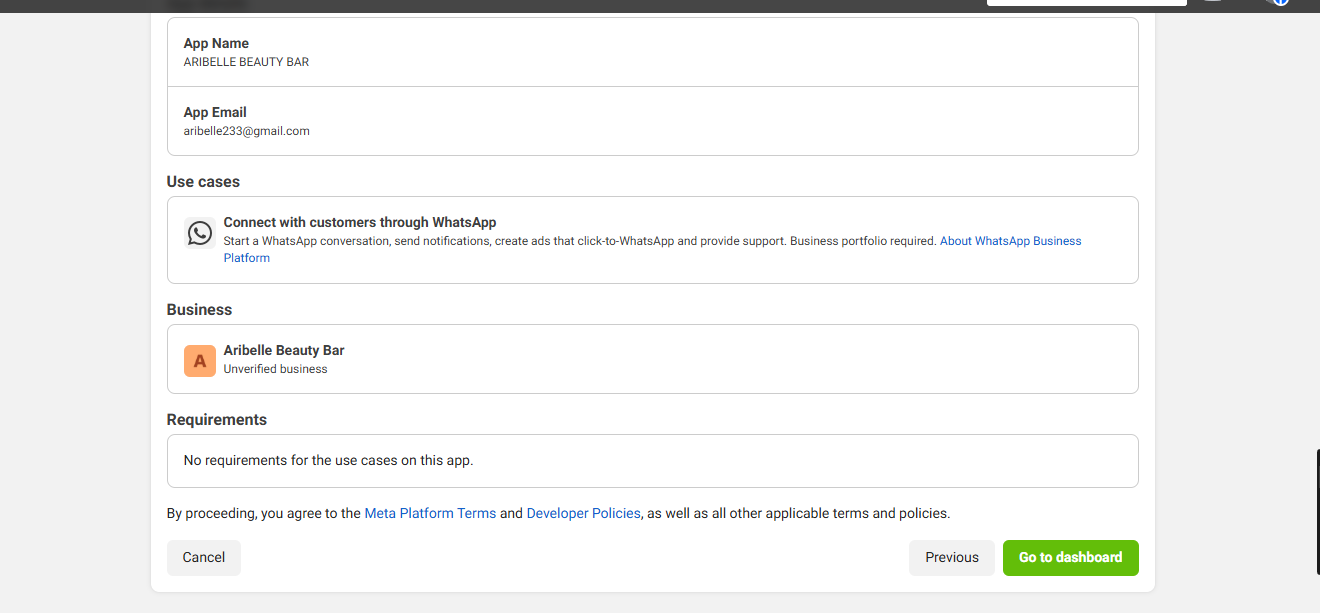 App Name
ARIBELLE BEAUTY BAR
App Email
aribelle233@gmail.com
Use cases
Connect with customers through WhatsApp
Start a WhatsApp conversation, send notifications, create ads that click-to-WhatsApp and provide support. Business portfolio required. About WhatsApp Business
Platform
Business
A
Aribelle Beauty Bar
Unverified business
Requirements
No requirements for the use cases on this app.
By proceeding, you agree to the Meta Platform Terms and Developer Policies, as well as all other applicable terms and policies.
Cancel
Previous
Go to dashboard